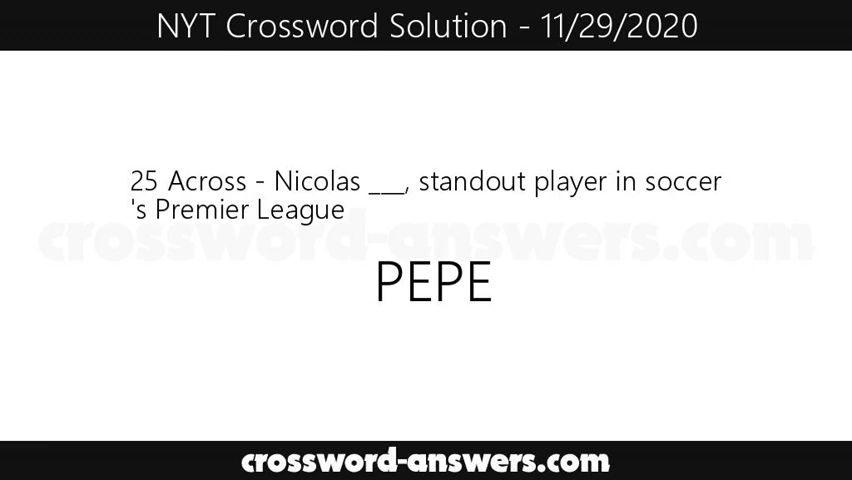 NYT Crossword Solution - 11/29/2020
25 Across - Nicolas ___, standout player in soccer
's Premier League
crossword-answers.com
PEPE
crossword-answers.com